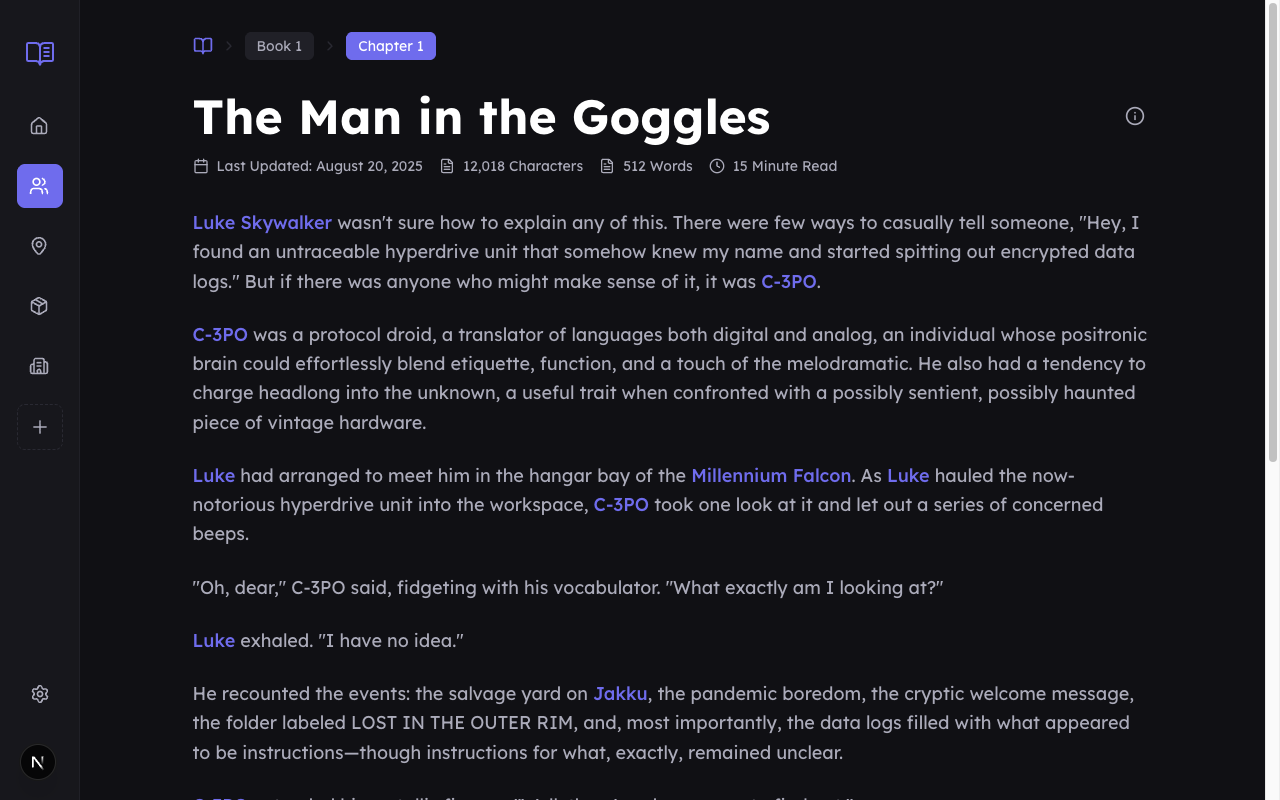 Book 1
Chapter 1
The Man in the Goggles
Last Updated: August 20, 2025 12,018 Characters 512 Words 15 Minute Read
Luke Skywalker wasn't sure how to explain any of this. There were few ways to casually tell someone, "Hey, I
found an untraceable hyperdrive unit that somehow knew my name and started spitting out encrypted data
logs." But if there was anyone who might make sense of it, it was C-3PO.
C-3PO was a protocol droid, a translator of languages both digital and analog, an individual whose positronic
brain could effortlessly blend etiquette, function, and a touch of the melodramatic. He also had a tendency to
charge headlong into the unknown, a useful trait when confronted with a possibly sentient, possibly haunted
piece of vintage hardware.
Luke had arranged to meet him in the hangar bay of the Millennium Falcon. As Luke hauled the now-
notorious hyperdrive unit into the workspace, C-3PO took one look at it and let out a series of concerned
beeps.
"Oh, dear," C-3PO said, fidgeting with his vocabulator. "What exactly am I looking at?"
Luke exhaled. "I have no idea."
He recounted the events: the salvage yard on Jakku, the pandemic boredom, the cryptic welcome message,
the folder labeled LOST IN THE OUTER RIM, and, most importantly, the data logs filled with what appeared
to be instructions—though instructions for what, exactly, remained unclear.
N